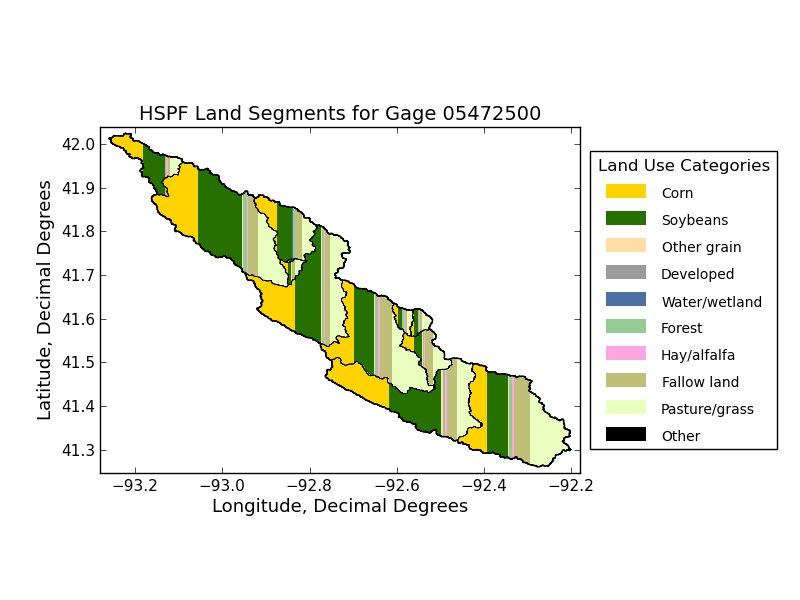 HSPF Land Segments for Gage 05472500
Latitude, Decimal Degrees
42.0
41.9
41.8
41.7
41.6
41.5
41.4
41.3
−93.2 −93.0 −92.8 −92.6 −92.4 −92.2
Longitude, Decimal Degrees
Land Use Categories
Corn
Soybeans
Other grain
Developed
Water/wetland
Forest
Hay/alfalfa
Fallow land
Pasture/grass
Other